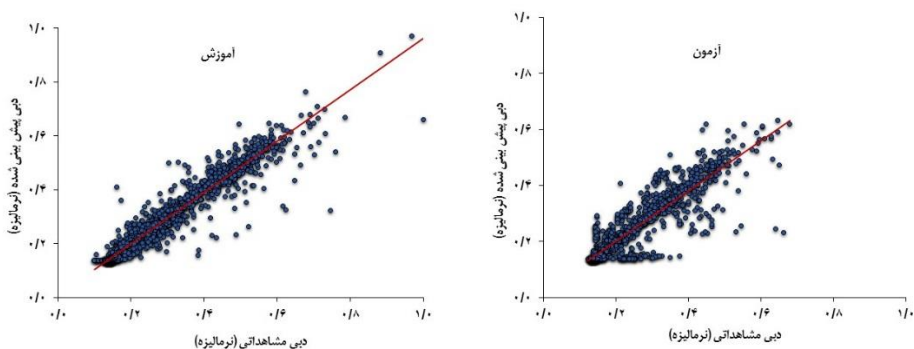 آموزش
دبی پیش بینی شده (نرمالیزه)
۱/۰
۰/۸
۰/۶
۰/۴
۰/۲
۰/۰
۰/۰ ۰/۲ ۰/۴ ۰/۶ ۰/۸ ۱/۰
دبی مشاهداتی (نرمالیزه)
آزمون
دبی پیش بینی شده (نرمالیزه)
۱/۰
۰/۸
۰/۶
۰/۴
۰/۲
۰/۰
۰/۰ ۰/۲ ۰/۴ ۰/۶ ۰/۸ ۱/۰
دبی مشاهداتی (نرمالیزه)